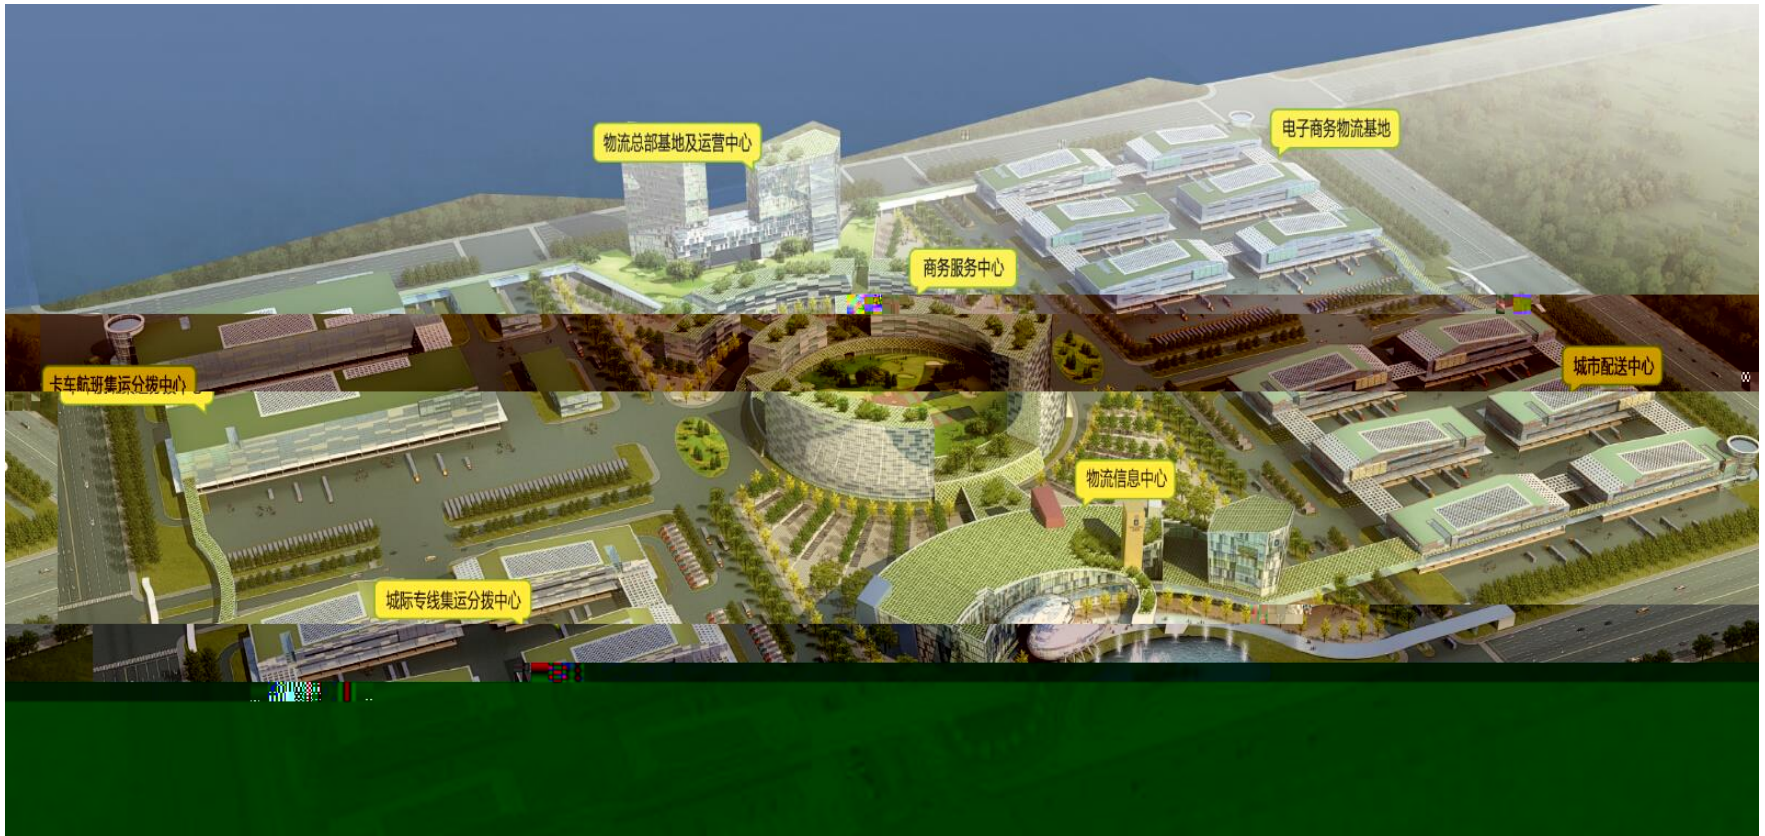 物流总部基地及运营中心
电子商务物流基地
商务服务中心
城市配送中心
卡车航班集运分拨中心
物流信息中心
城际专线集运分拨中心